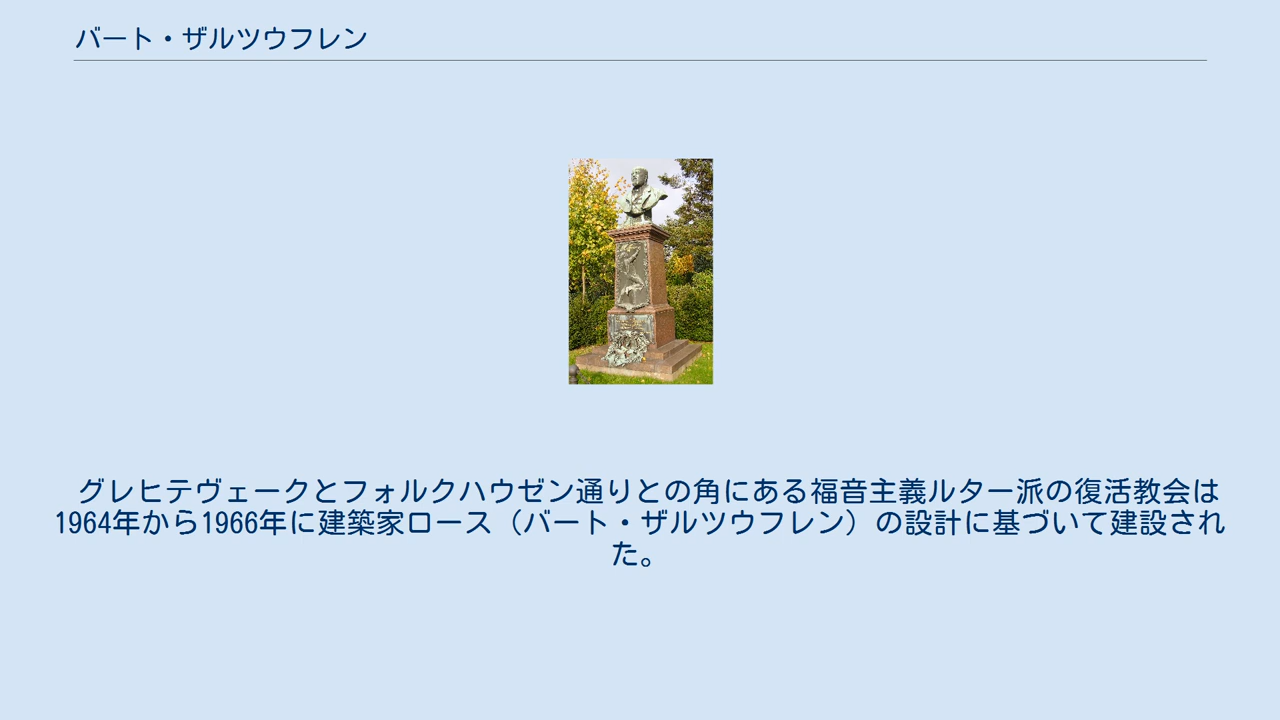 バート・ザルツウフレン
グレヒテヴェークとフォルクハウゼン通りとの角にある福音主義ルター派の復活教会は
1964年から1966年に建築家ロース（バート・ザルツウフレン）の設計に基づいて建設され
た。